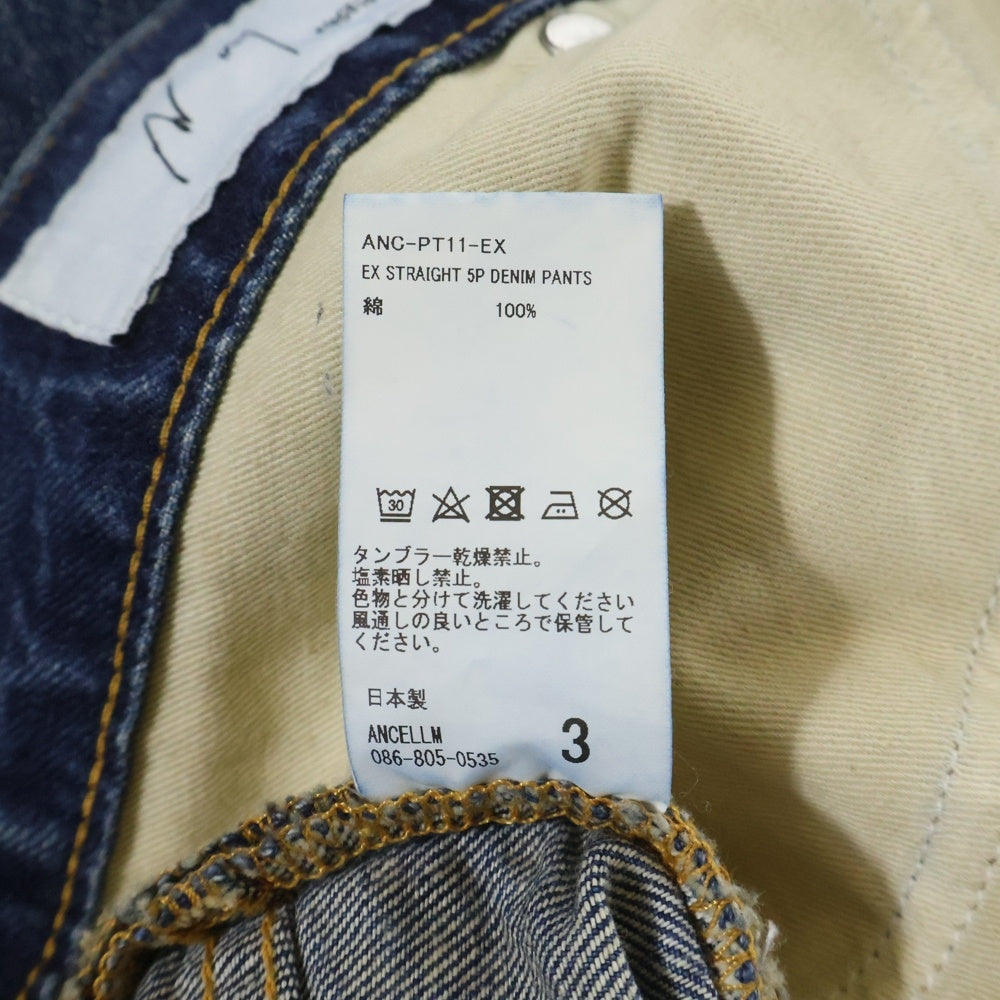 ANC-PT11-EX
EX STRAIGHT 5P DENIM PANTS
綿 100%
30
タンブラー乾燥禁止。
塩素晒し禁止。
色物と分けて洗濯してください
風通しの良いところで保管して
ください。
日本製
ANCELLM
086-805-0535
3